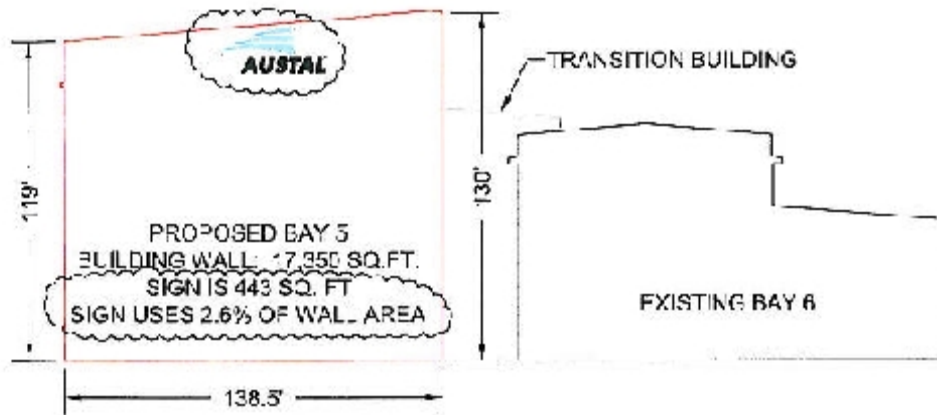 AUSTAL
TRANSITION BUILDING
119'
130'
PROPOSED BAY 5
BUILDING WALL: 17,350 SQ.FT.
SIGN IS 443 SQ. FT
SIGN USES 2.6% OF WALL AREA
EXISTING BAY 6
138.5'